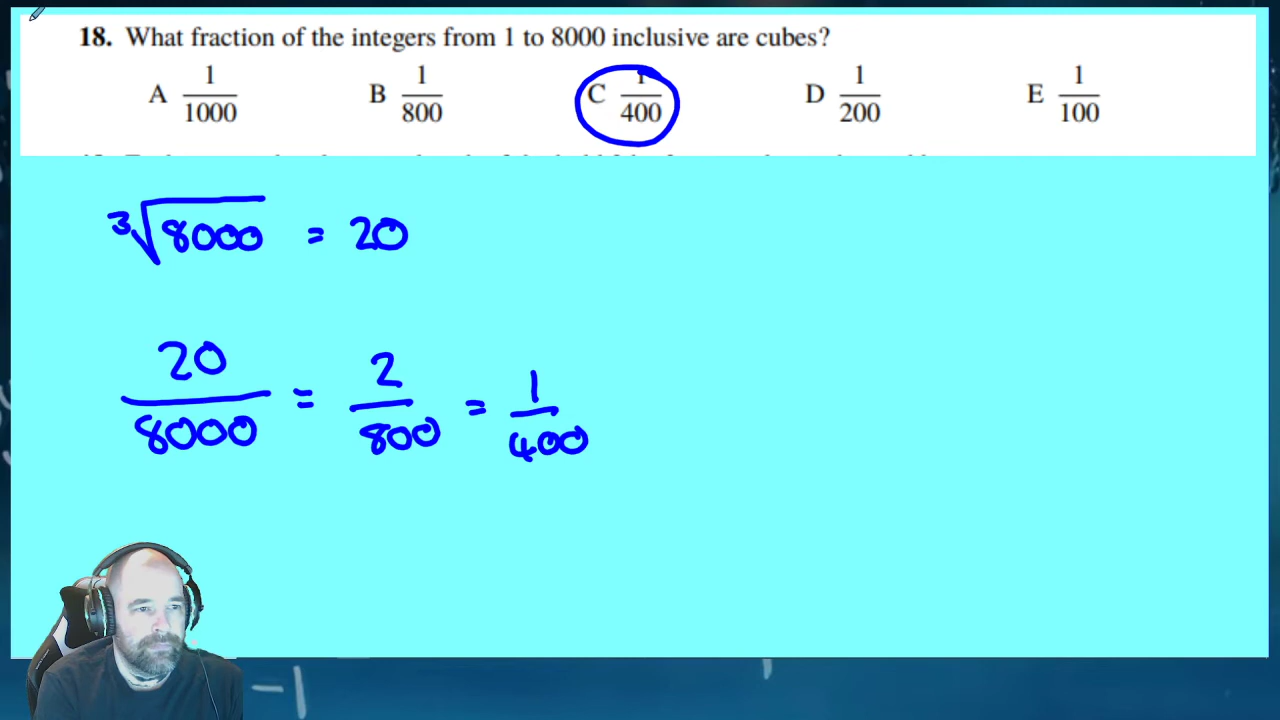 18. What fraction of the integers from 1 to 8000 inclusive are cubes?
A 1/1000 B 1/800 C 1/400 D 1/200 E 1/100
∛8000 = 20
20/8000 = 2/800 = 1/400
-1